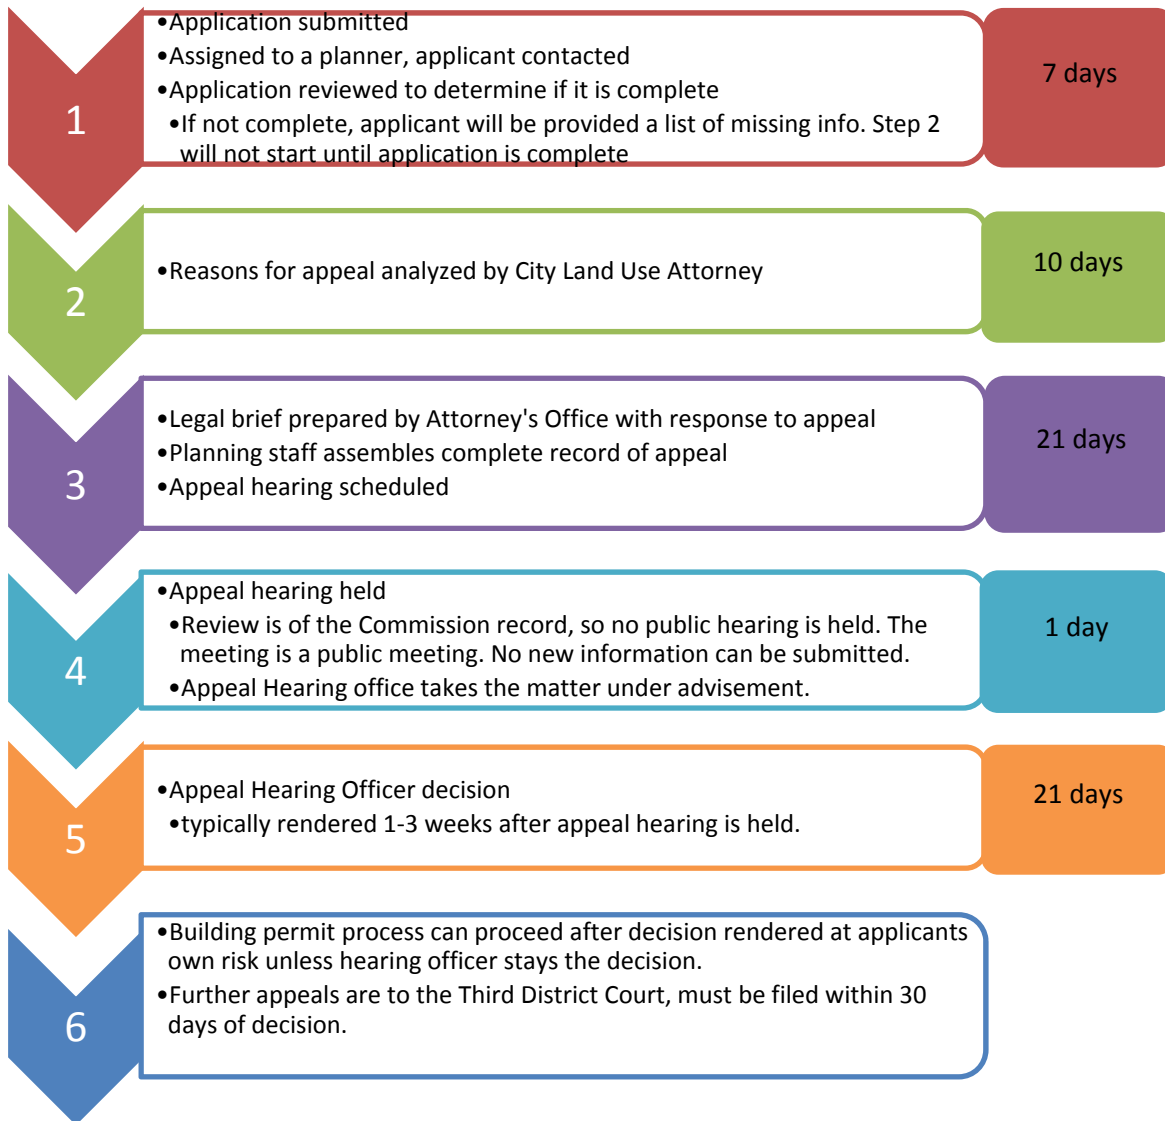 1
•Application submitted
•Assigned to a planner, applicant contacted
•Application reviewed to determine if it is complete
•If not complete, applicant will be provided a list of missing info. Step 2
will not start until application is complete
7 days
2
•Reasons for appeal analyzed by City Land Use Attorney
10 days
3
•Legal brief prepared by Attorney's Office with response to appeal
•Planning staff assembles complete record of appeal
•Appeal hearing scheduled
21 days
4
•Appeal hearing held
•Review is of the Commission record, so no public hearing is held. The
meeting is a public meeting. No new information can be submitted.
•Appeal Hearing office takes the matter under advisement.
1 day
5
•Appeal Hearing Officer decision
•typically rendered 1-3 weeks after appeal hearing is held.
21 days
6
•Building permit process can proceed after decision rendered at applicants
own risk unless hearing officer stays the decision.
•Further appeals are to the Third District Court, must be filed within 30
days of decision.